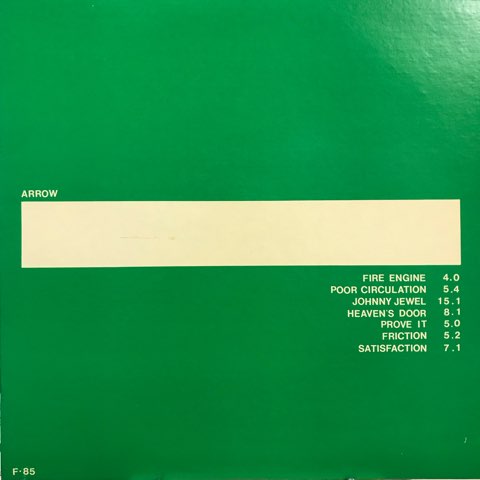 ARROW
FIRE ENGINE 4.0
POOR CIRCULATION 5.4
JOHNNY JEWEL 15.1
HEAVEN'S DOOR 8.1
PROVE IT 5.0
FRICTION 5.2
SATISFACTION 7.1
F·85